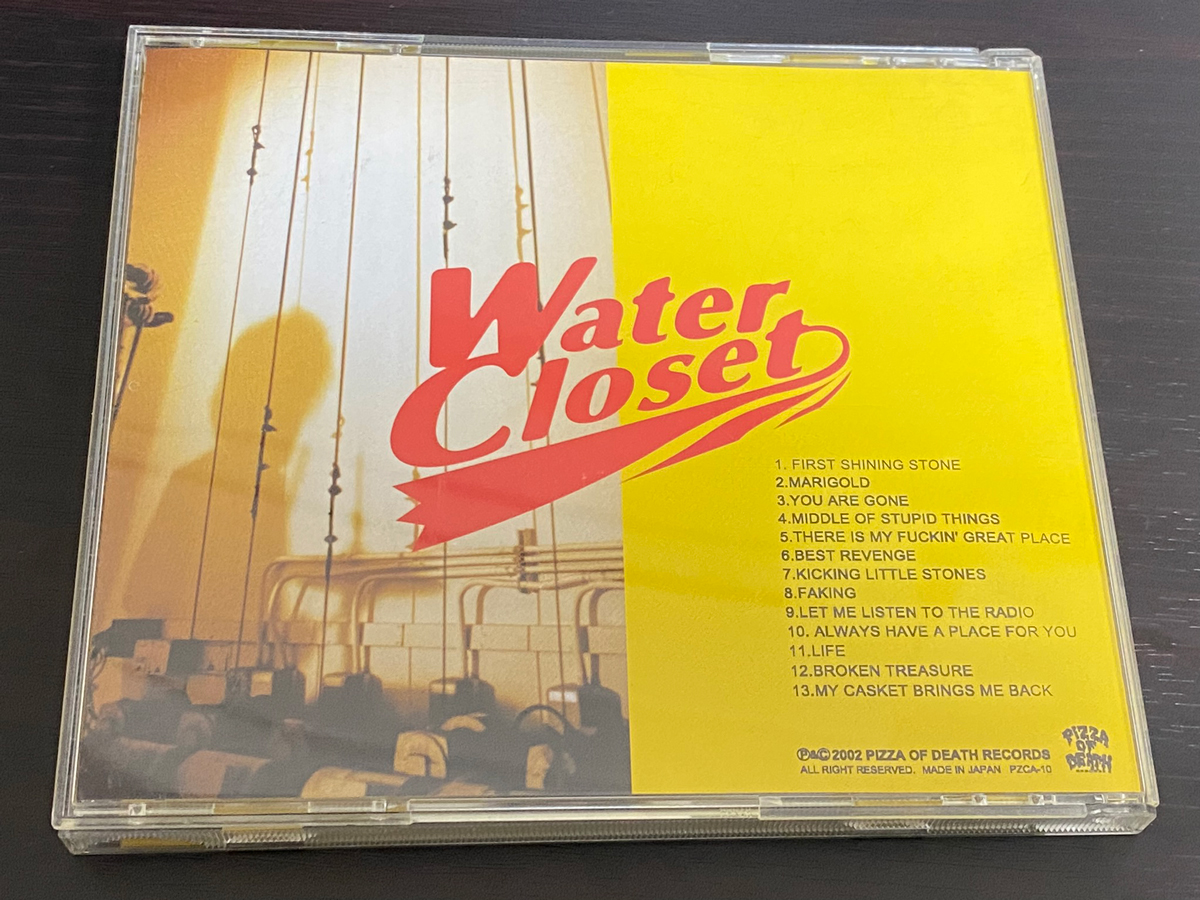 Water
Closet
1. FIRST SHINING STONE
2.MARIGOLD
3.YOU ARE GONE
4.MIDDLE OF STUPID THINGS
5.THERE IS MY FUCKIN' GREAT PLACE
6.BEST REVENGE
7.KICKING LITTLE STONES
8.FAKING
9.LET ME LISTEN TO THE RADIO
10. ALWAYS HAVE A PLACE FOR YOU
11.LIFE
12.BROKEN TREASURE
13.MY CASKET BRINGS ME BACK
℗&© 2002 PIZZA OF DEATH RECORDS
ALL RIGHT RESERVED. MADE IN JAPAN PZCA-10
PIZZA
OF
DEATH